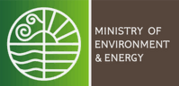 MINISTRY OF
ENVIRONMENT
& ENERGY